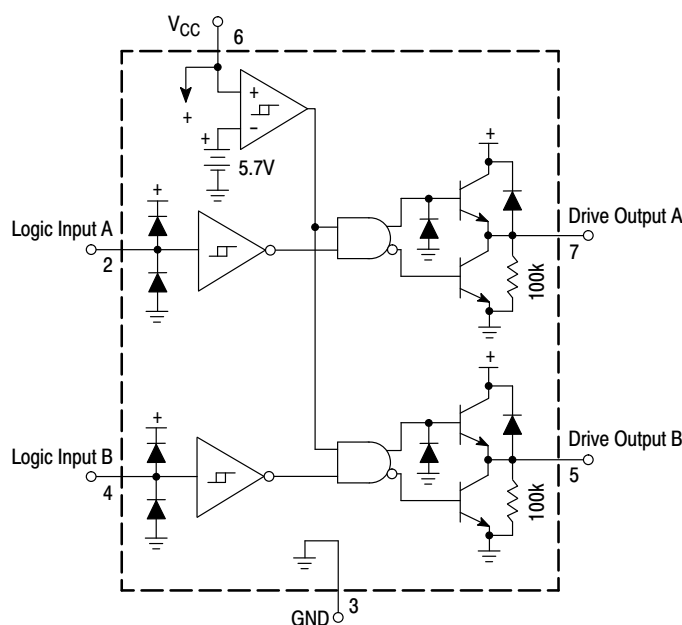 VCC
6
+
+
–
+
5.7V
+
+
Logic Input A
2
Drive Output A
7
100k
+
+
Logic Input B
4
Drive Output B
5
100k
GND
3